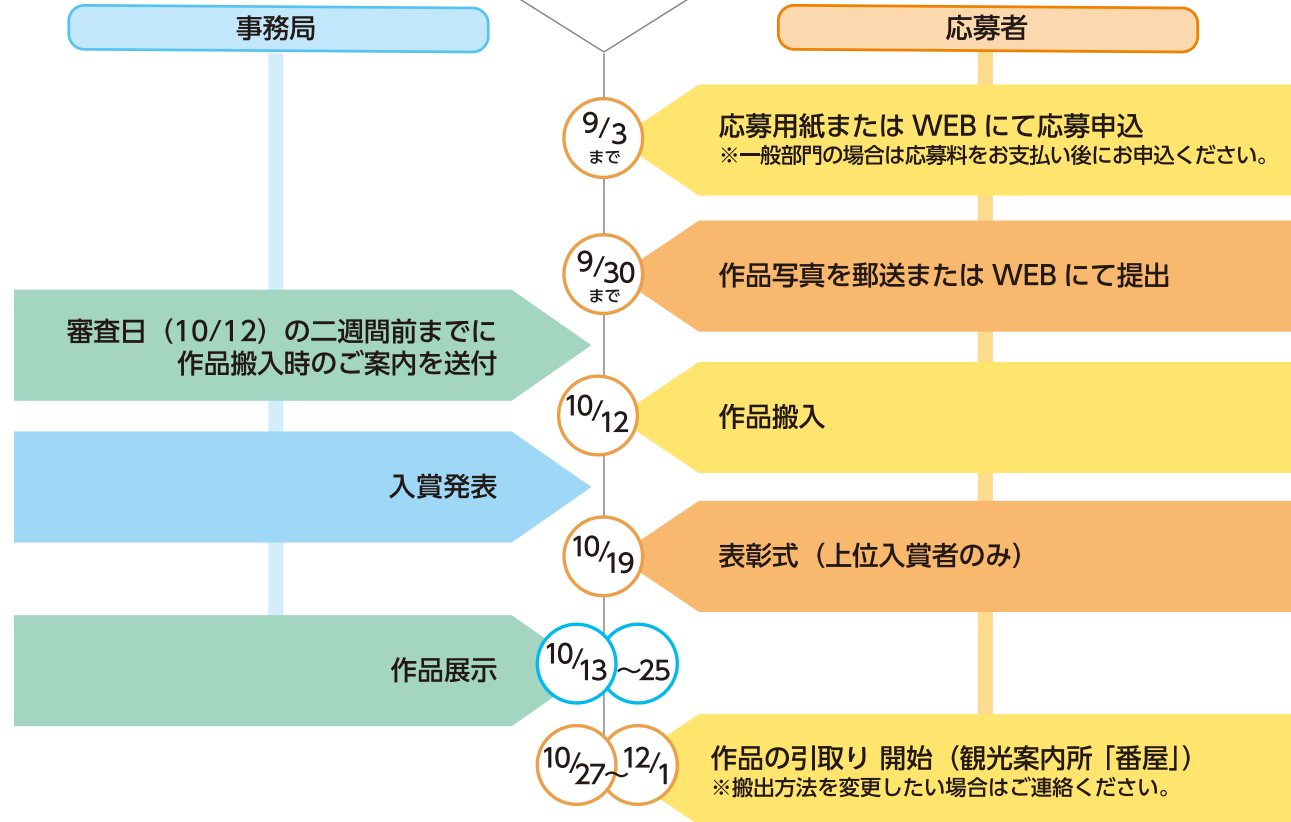 事務局
応募者
9/3
まで
応募用紙または WEB にて応募申込
※一般部門の場合は応募料をお支払い後にお申込ください。
9/30
まで
作品写真を郵送または WEB にて提出
審査日（10/12）の二週間前までに
作品搬入時のご案内を送付
10/12
作品搬入
入賞発表
10/19
表彰式（上位入賞者のみ）
作品展示
10/13～25
10/27～12/1
作品の引取り 開始（観光案内所「番屋」）
※搬出方法を変更したい場合はご連絡ください。